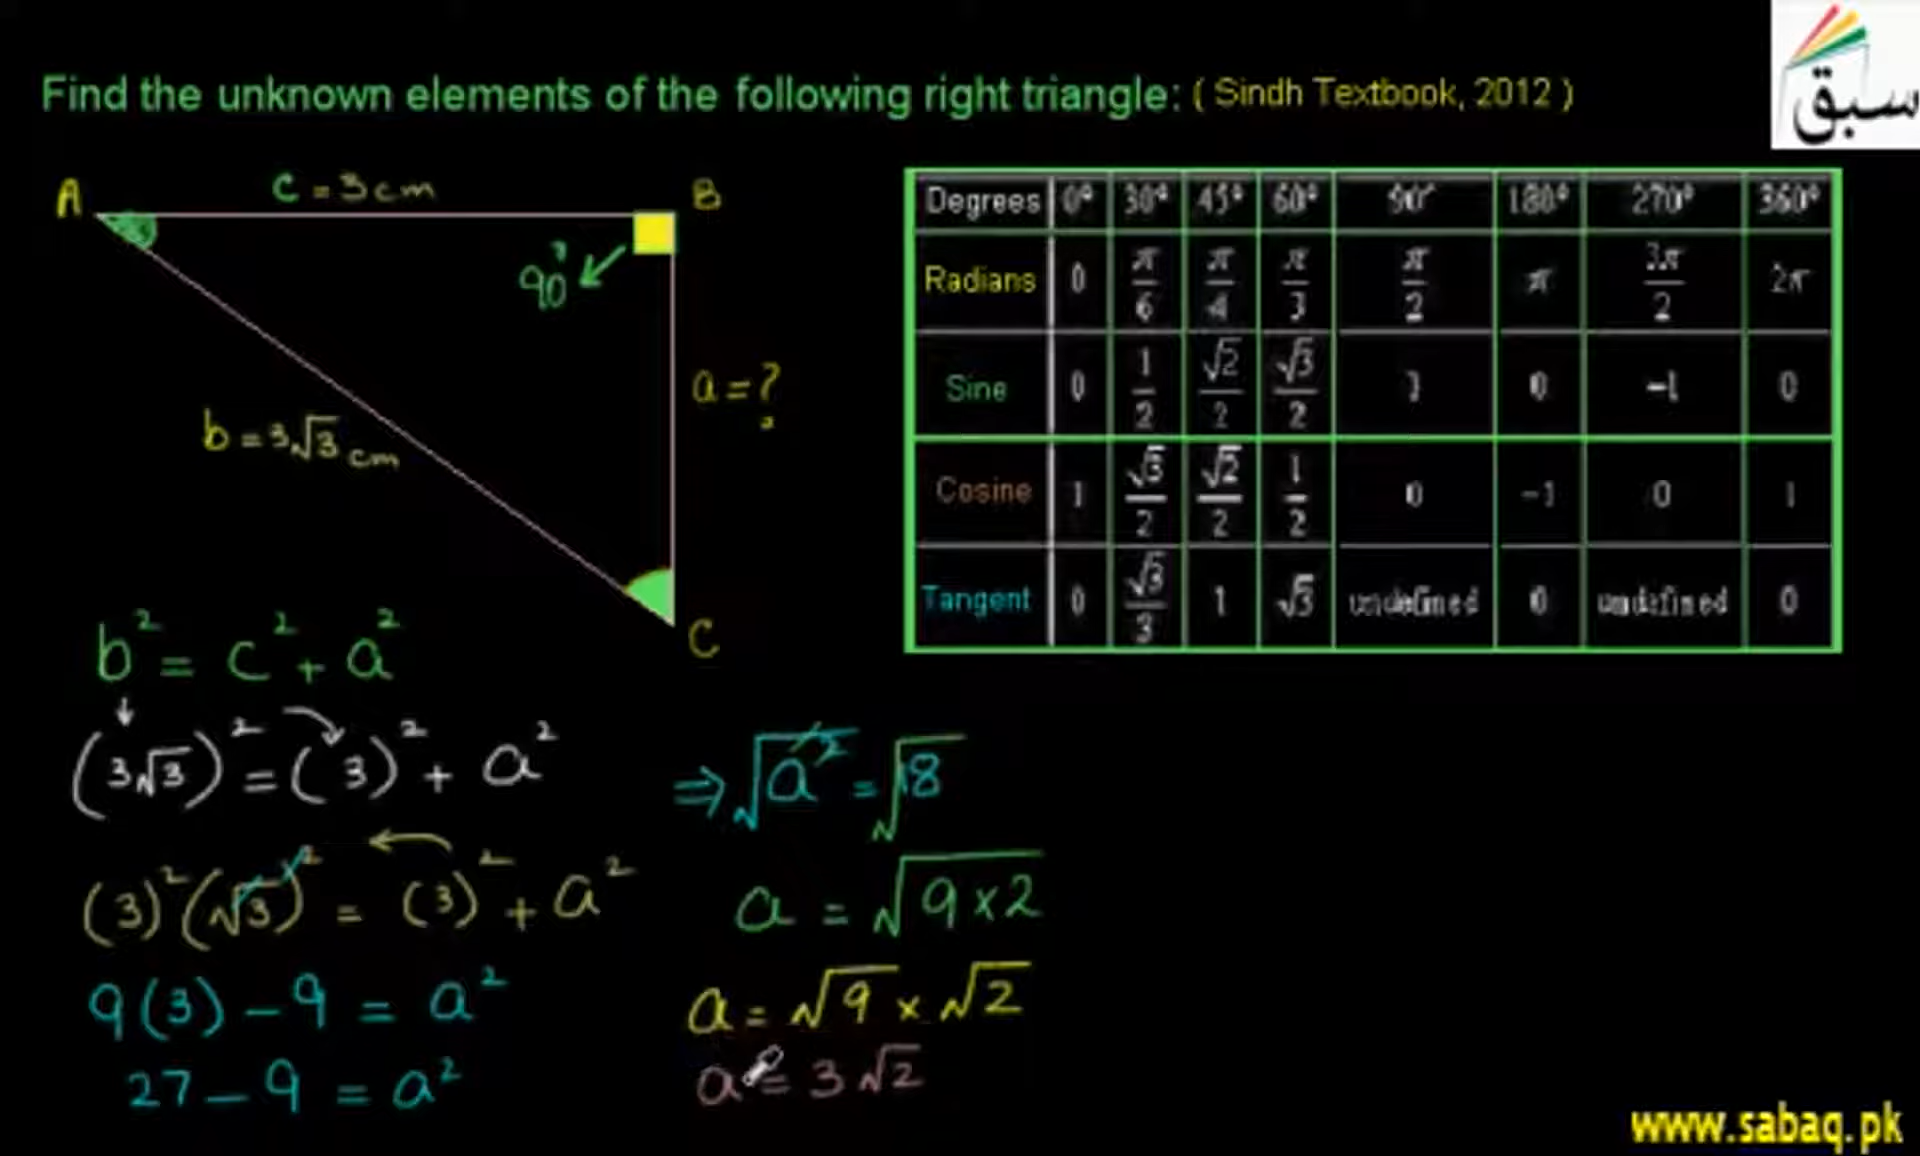 Find the unknown elements of the following right triangle: ( Sindh Textbook, 2012 )
سبق
A c = 3 cm B
90°
a = ?
b = 3√3 cm
C
Degrees 0° 30° 45° 60° 90° 180° 270° 360°
Radians 0 π/6 π/4 π/3 π/2 π 3π/2 2π
Sine 0 1/2 √2/2 √3/2 1 0 -1 0
Cosine 1 √3/2 √2/2 1/2 0 -1 0 1
Tangent 0 √3/3 1 √3 undefined 0 undefined 0
b² = c² + a²
(3√3)² = (3)² + a²
(3)²(√3)² = (3)² + a²
9(3) - 9 = a²
27 - 9 = a²
⇒ √a² = √18
a = √9×2
a = √9 × √2
a = 3√2
www.sabaq.pk